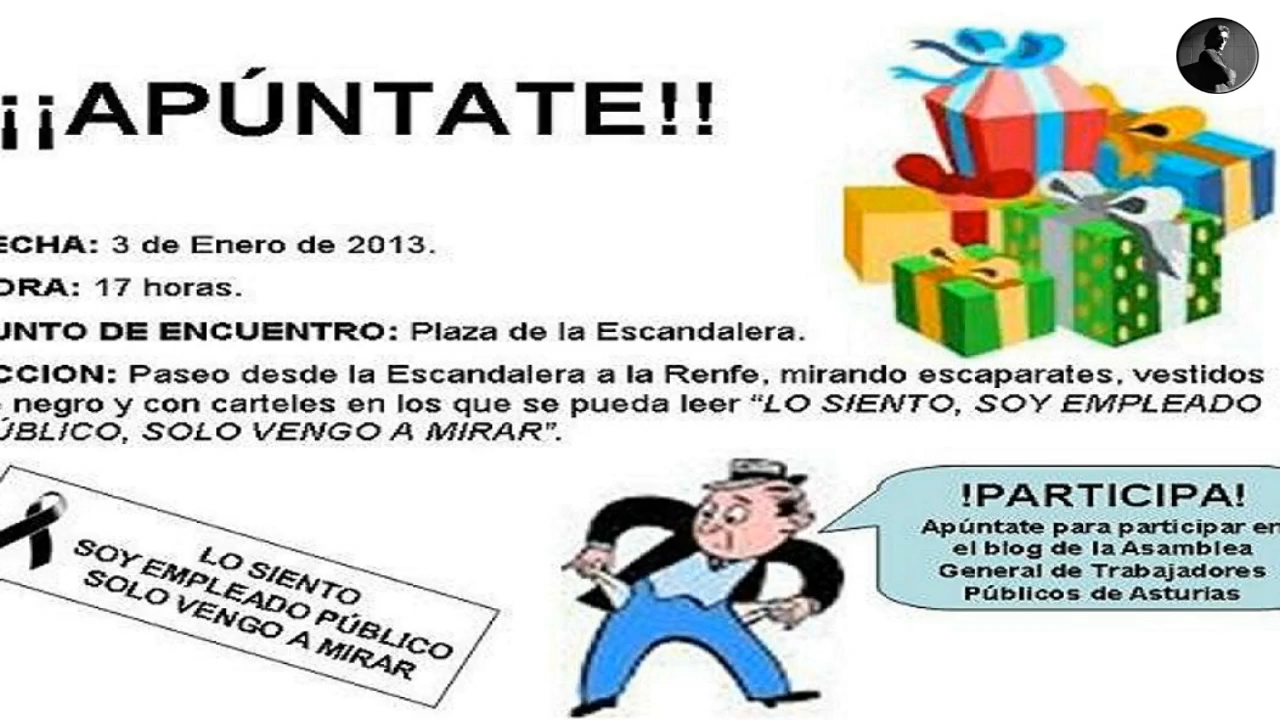 ¡¡APÚNTATE!!
ECHA: 3 de Enero de 2013.
ORA: 17 horas.
UNTO DE ENCUENTRO: Plaza de la Escandalera.
CCION: Paseo desde la Escandalera a la Renfe, mirando escaparates, vestidos
negro y con carteles en los que se pueda leer “LO SIENTO, SOY EMPLEADO
ÚBLICO, SOLO VENGO A MIRAR”.
LO SIENTO
SOY EMPLEADO PÚBLICO
SOLO VENGO A MIRAR
!PARTICIPA!
Apúntate para participar en
el blog de la Asamblea
General de Trabajadores
Públicos de Asturias